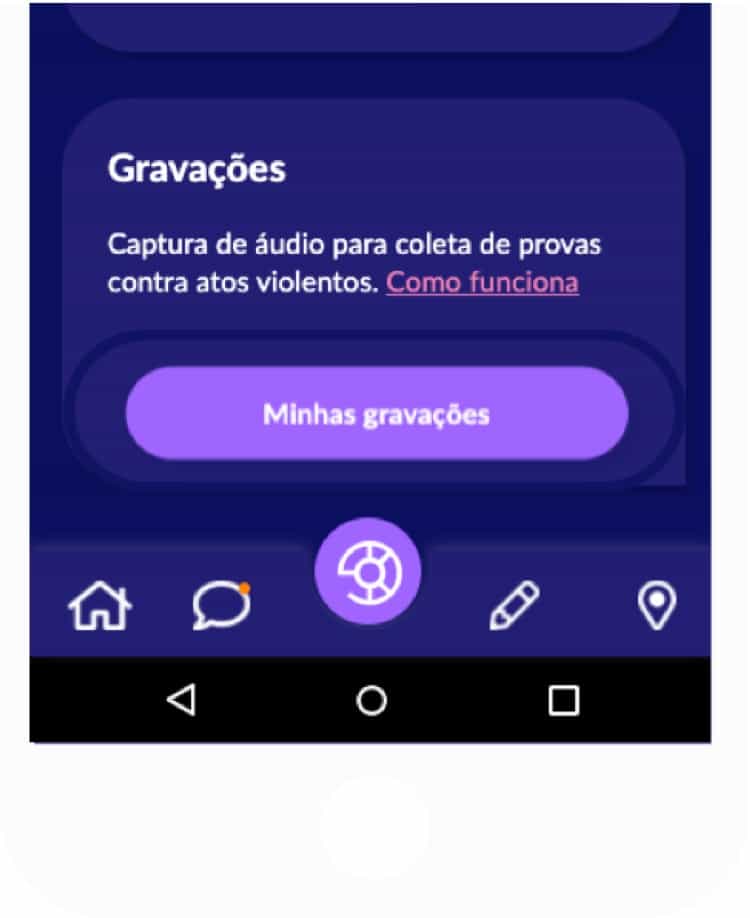 Gravações
Captura de áudio para coleta de provas
contra atos violentos. Como funciona
Minhas gravações